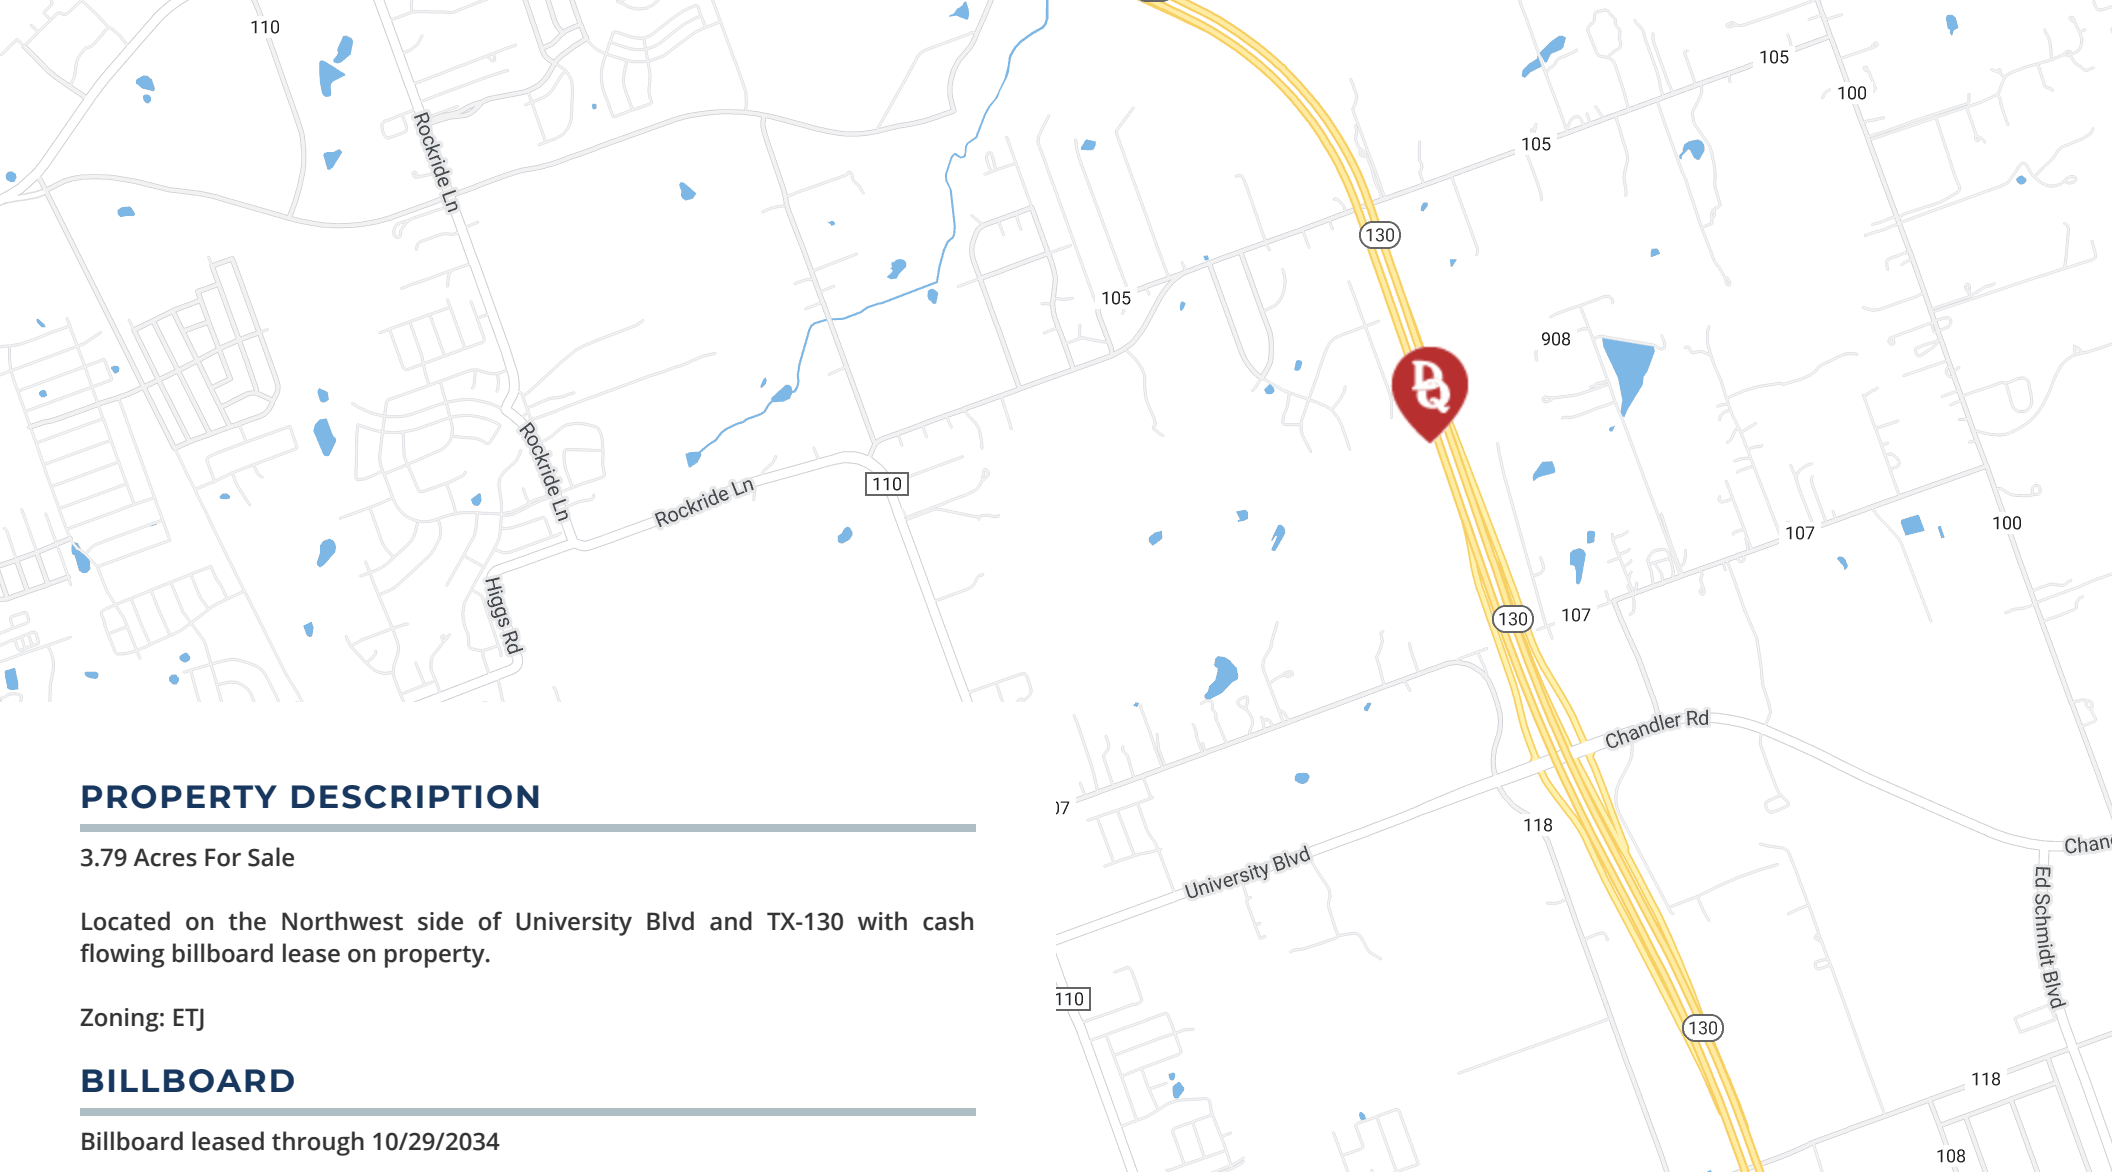 110
105
100
Rockride Ln
105
130
105
908
Rockride Ln
110
Rockride Ln
107
100
Higgs Rd
130
107
Chandler Rd
07
118
University Blvd
Chan
Ed Schmidt Blvd
110
130
118
108
DQ
PROPERTY DESCRIPTION
3.79 Acres For Sale
Located on the Northwest side of University Blvd and TX-130 with cash
flowing billboard lease on property.
Zoning: ETJ
BILLBOARD
Billboard leased through 10/29/2034